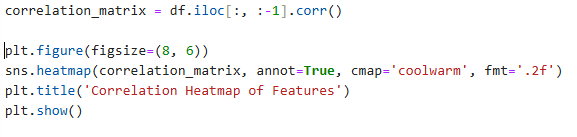 correlation_matrix = df.iloc[:, :-1].corr()
plt.figure(figsize=(8, 6))
sns.heatmap(correlation_matrix, annot=True, cmap='coolwarm', fmt='.2f')
plt.title('Correlation Heatmap of Features')
plt.show()